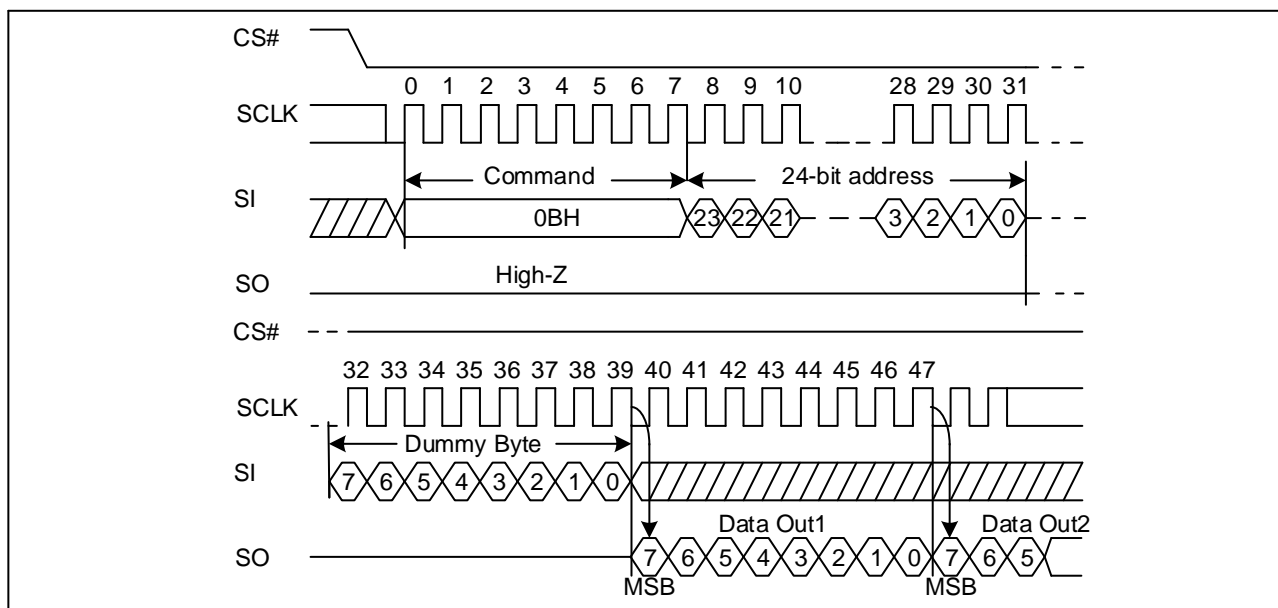 CS#
0 1 2 3 4 5 6 7 8 9 10 28 29 30 31
SCLK
Command 24-bit address
SI
0BH 23 22 21 3 2 1 0
High-Z
SO
CS#
32 33 34 35 36 37 38 39 40 41 42 43 44 45 46 47
SCLK
Dummy Byte
SI
7 6 5 4 3 2 1 0
Data Out1 Data Out2
SO
7 6 5 4 3 2 1 0 7 6 5
MSB MSB